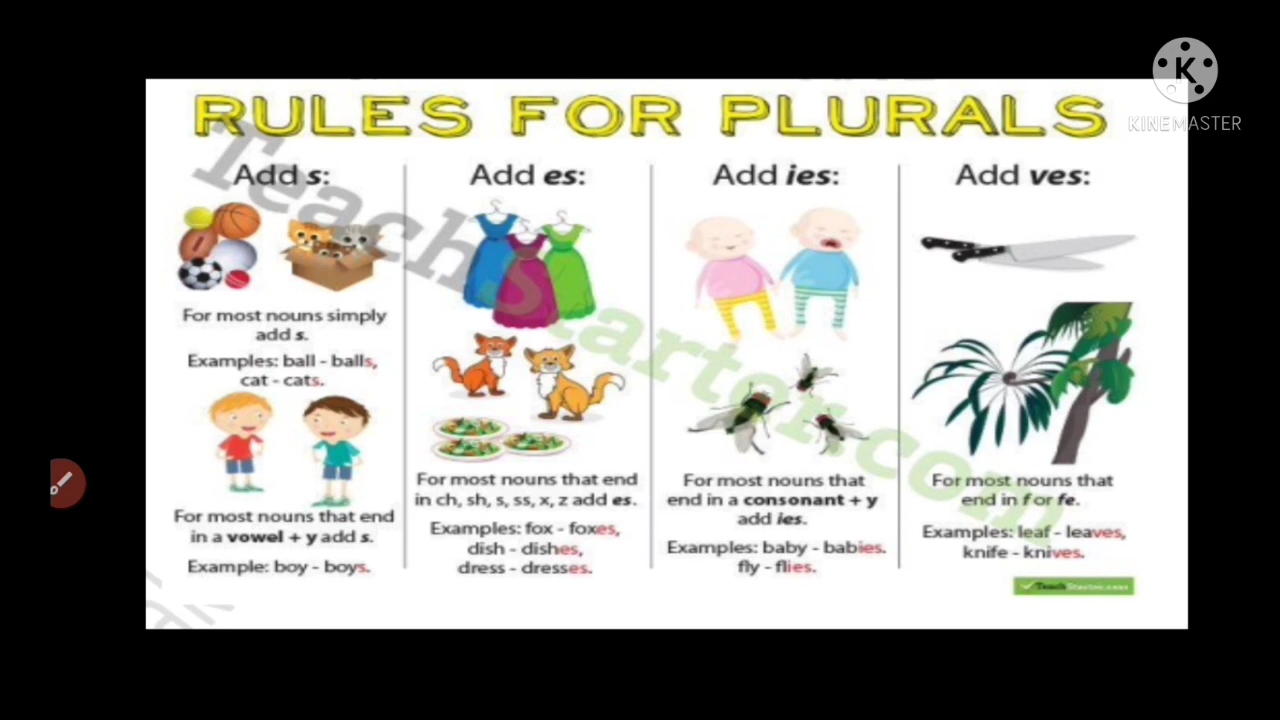 RULES FOR PLURALS
Add s:
For most nouns simply
add s.
Examples: ball - balls,
cat - cats.
For most nouns that end
in a vowel + y add s.
Example: boy - boys.
Add es:
For most nouns that end
in ch, sh, s, ss, x, z add es.
Examples: fox - foxes,
dish - dishes,
dress - dresses.
Add ies:
For most nouns that
end in a consonant + y
add ies.
Examples: baby - babies.
fly - flies.
Add ves:
For most nouns that
end in f or fe.
Examples: leaf - leaves,
knife - knives.
TeachStarter.com
TeachStarter.com
K
KINEMASTER